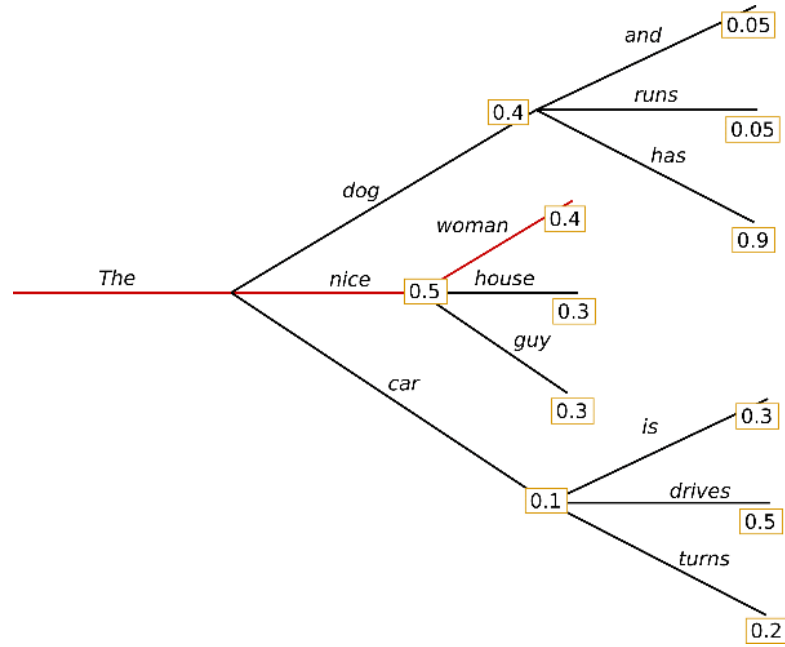 The
dog
0.4
and
0.05
runs
0.05
has
0.9
nice
0.5
woman
0.4
house
0.3
guy
0.3
car
0.1
is
0.3
drives
0.5
turns
0.2